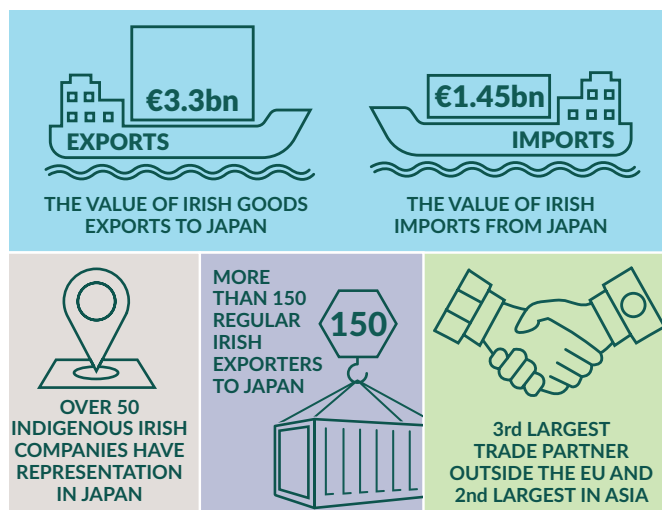 €3.3bn
EXPORTS
THE VALUE OF IRISH GOODS
EXPORTS TO JAPAN
€1.45bn
IMPORTS
THE VALUE OF IRISH
IMPORTS FROM JAPAN
OVER 50
INDIGENOUS IRISH
COMPANIES HAVE
REPRESENTATION
IN JAPAN
MORE
THAN 150
REGULAR
IRISH
EXPORTERS
TO JAPAN
150
3rd LARGEST
TRADE PARTNER
OUTSIDE THE EU AND
2nd LARGEST IN ASIA